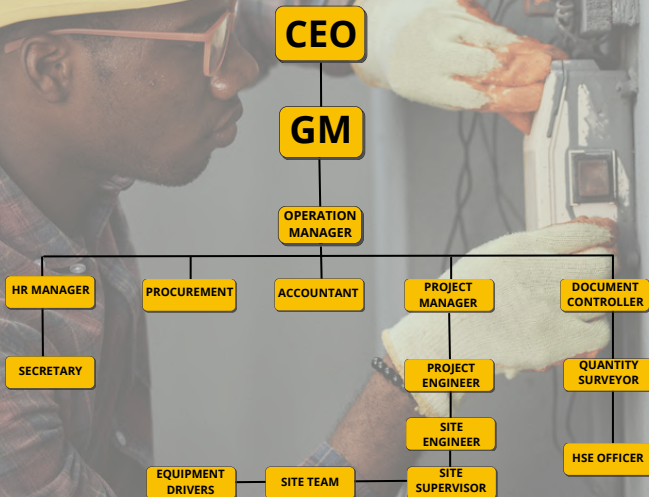 CEO
GM
OPERATION
MANAGER
HR MANAGER
PROCUREMENT
ACCOUNTANT
PROJECT
MANAGER
DOCUMENT
CONTROLLER
SECRETARY
PROJECT
ENGINEER
QUANTITY
SURVEYOR
SITE
ENGINEER
HSE OFFICER
EQUIPMENT
DRIVERS
SITE TEAM
SITE
SUPERVISOR